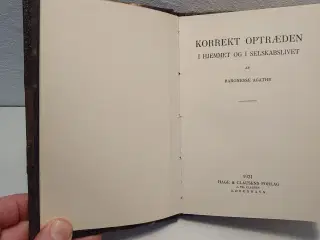 KORREKT OPTRÆDEN
I HJEMMET OG I SELSKABSLIVET
AF
BARONESSE AGATHE
1921
HAGE & CLAUSENS FORLAG
KØBENHAVN